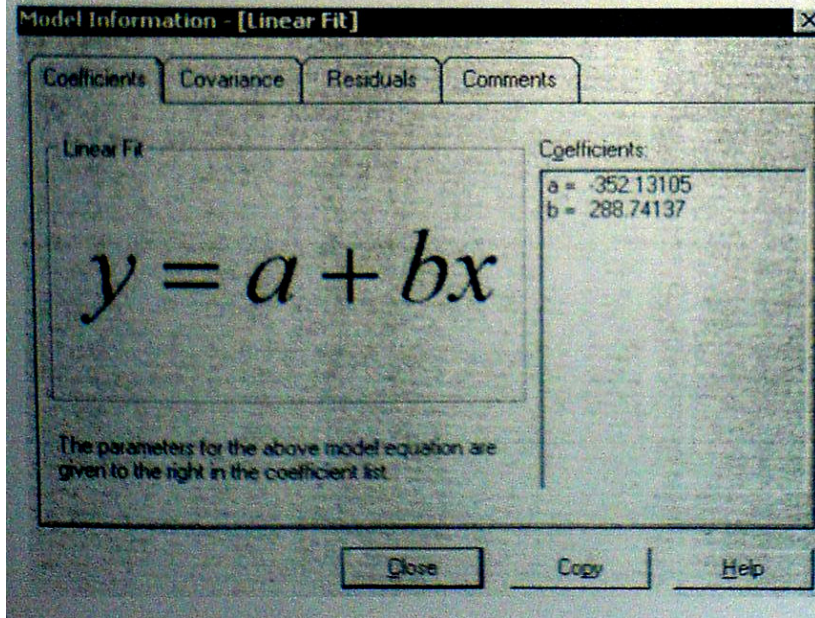 Model Information - [Linear Fit]
Coefficients Covariance Residuals Comments
Linear Fit
y = a + bx
Coefficients:
a = -352.13105
b = 288.74137
The parameters for the above model equation are
given to the right in the coefficient list.
Close Copy Help